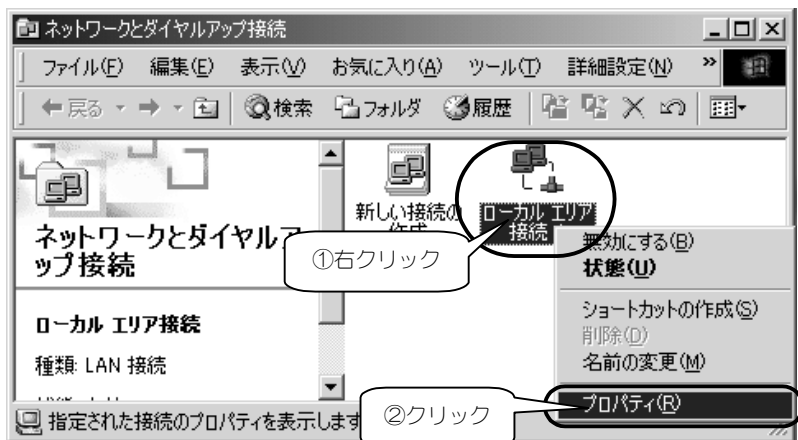 ネットワークとダイヤルアップ接続
ファイル(F) 編集(E) 表示(V) お気に入り(A) ツール(T) 詳細設定(N) »
戻る 検索 フォルダ 履歴
ネットワークとダイヤルア
ップ接続
ローカル エリア接続
種類: LAN 接続
新しい接続の
ローカル エリア
接続
①右クリック
無効にする(B)
状態(U)
ショートカットの作成(S)
削除(D)
名前の変更(M)
プロパティ(R)
②クリック
指定された接続のプロパティを表示します